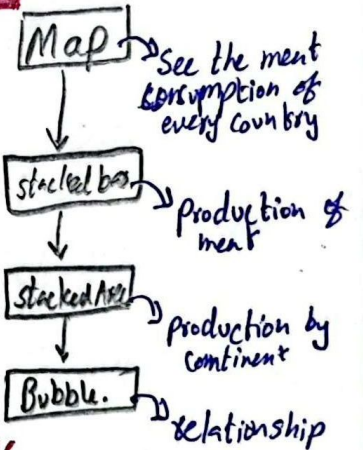 Map
See the meat
consumption of
every country
stacked bar
production of
meat
stacked Area
production by
continent
Bubble.
relationship